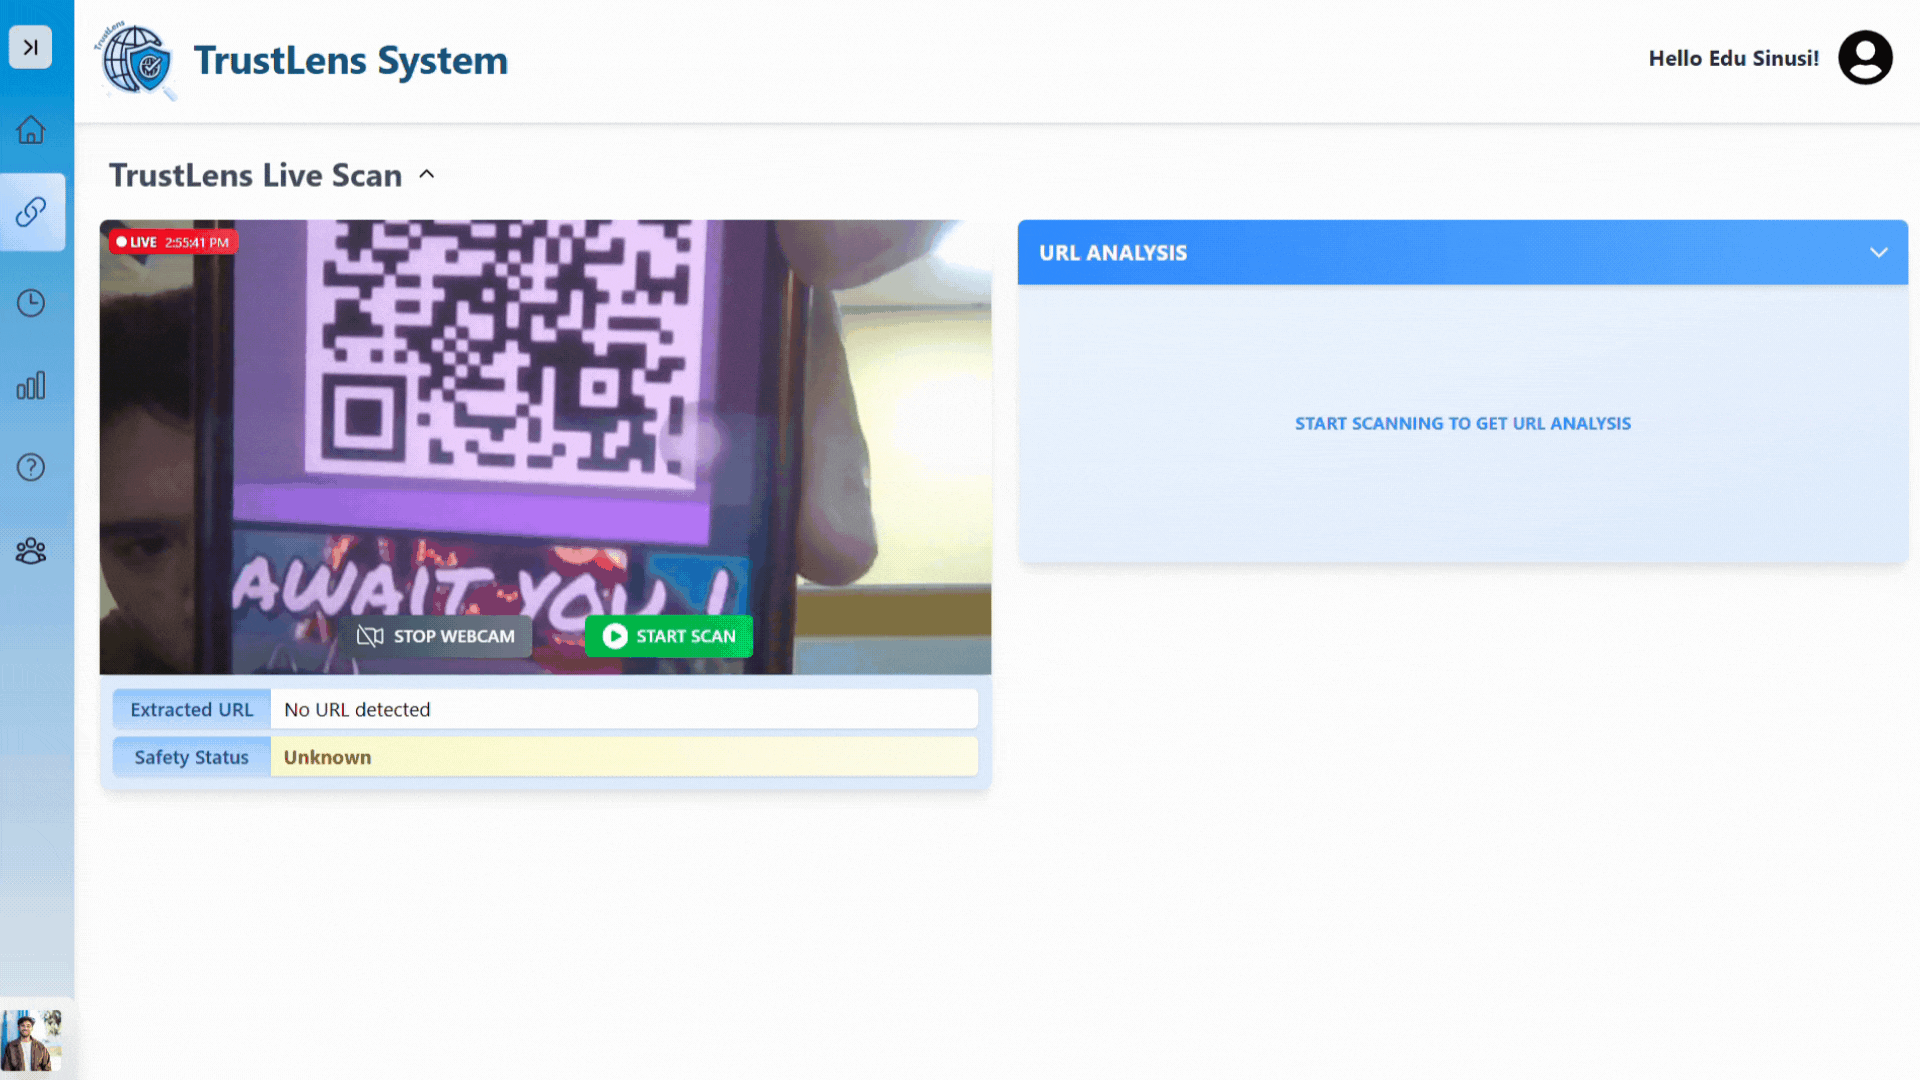 TrustLens
TrustLens System
Hello Edu Sinusi!
TrustLens Live Scan
LIVE 2:55:41 PM
AWAIT YOU !
STOP WEBCAM
START SCAN
Extracted URL
No URL detected
Safety Status
Unknown
URL ANALYSIS
START SCANNING TO GET URL ANALYSIS